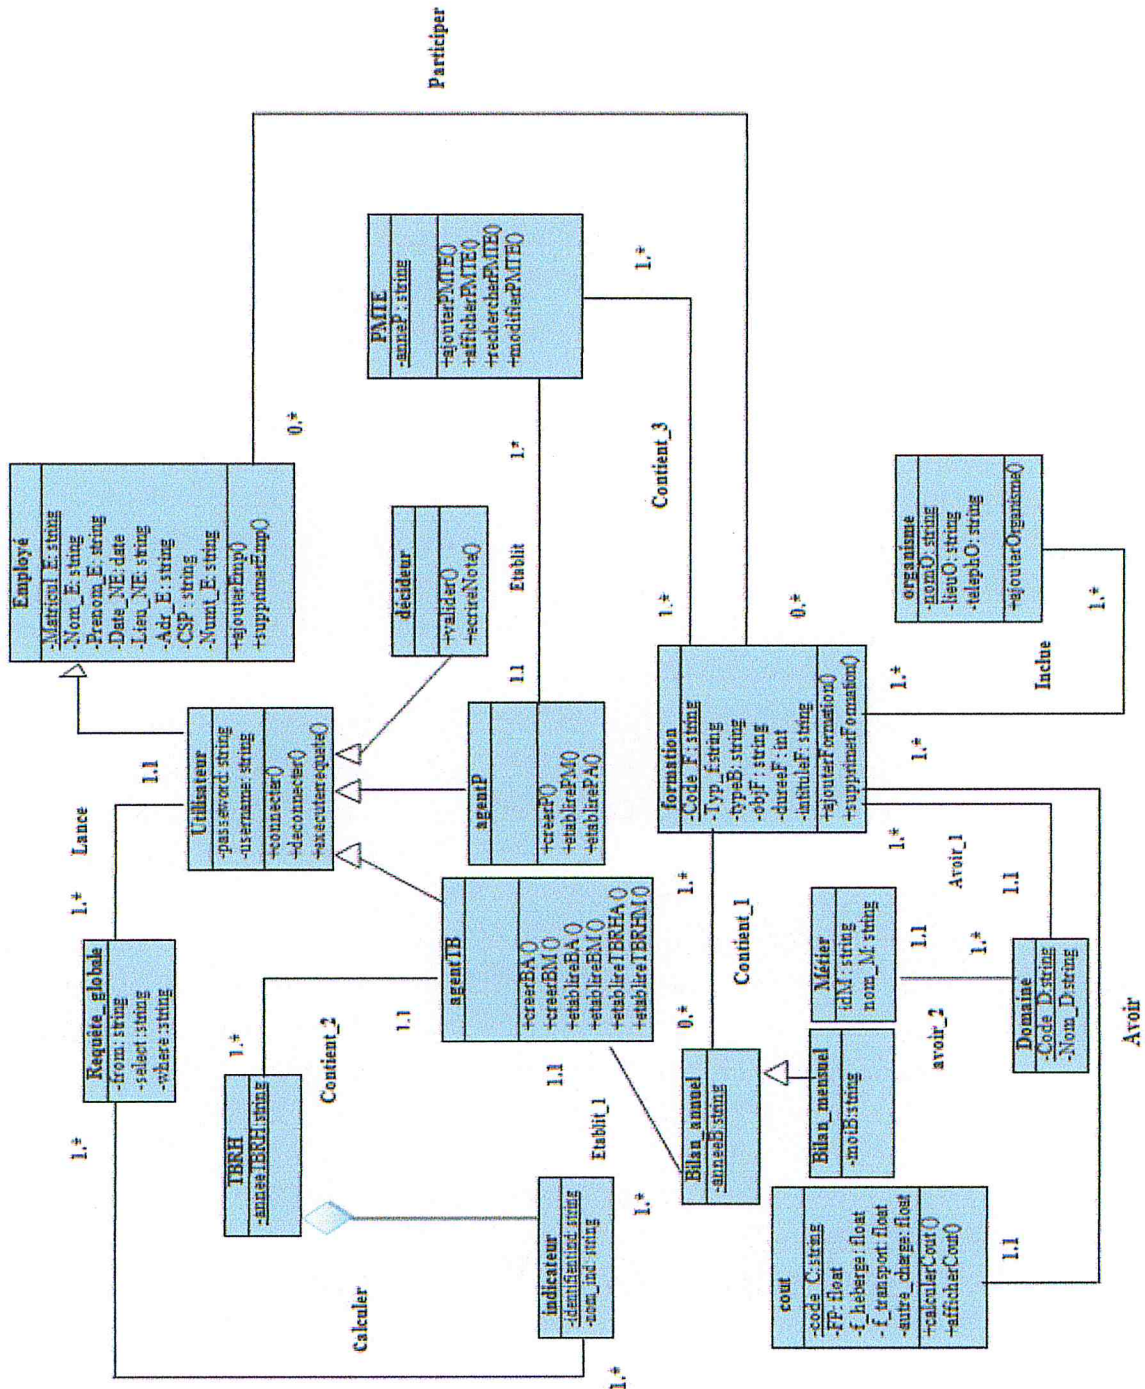 Participer
Employé
-Matricul_E: string
-Nom_E: string
-Prenom_E: string
-Date_NE: date
-Lieu_NE: string
-Adr_E: string
-CSP: string
-Numt_E: string
+ajouterEmp()
+supprimerEmp()
0.*
PMTE
-anneP: string
+ajouterPMTE()
+afficherPMTE()
+rechercherPMTE()
+modifierPMTE()
1.*
1.*
Lance
1.1
1.*
Utilisateur
-passeword: string
-username: string
+connecter()
+deconnecter()
+executerrequate()
décideur
+valider()
+ecrireNote()
Etablit
1.1
agentP
+creerP()
+etablirePM()
+etablirePA()
Contient_3
1.*
0.*
Requête_globale
-from: string
-select: string
-where: string
1.*
agentTB
+creerBA()
+creerBM()
+etablireBA()
+etablireBM()
+etablireTBRHA()
+etablireTBRHM()
1.1
1.1
Contient_2
1.*
TBRH
-anneeTBRH: string
formation
-Code_F: string
-Typ_f: string
-typeB: string
-objF: string
-dureeF: int
-intituleF: string
+ajouterFormation()
+supprimerFormation()
organisme
-nomO: string
-lieuO: string
-telephO: string
+ajouterOrganisme()
1.*
Inclue
1.*
1.*
1.*
1.*
Contient_1
0.*
Avoir_1
1.1
Métier
idM: string
nom_M: string
1.1
1.*
avoir_2
Domaine
-Code_D: string
-Nom_D: string
Avoir
Etablit_1
1.*
Bilan_annuel
-anneeB: string
Bilan_mensuel
-moiB: string
indicateur
-identifientind: string
-nom_ind: string
Calculer
1.*
cout
-code_C: string
-FP: float
-f_heberge: float
-f_transport: float
-autre_charge: float
+calculerCout()
+afficherCout()
1.1